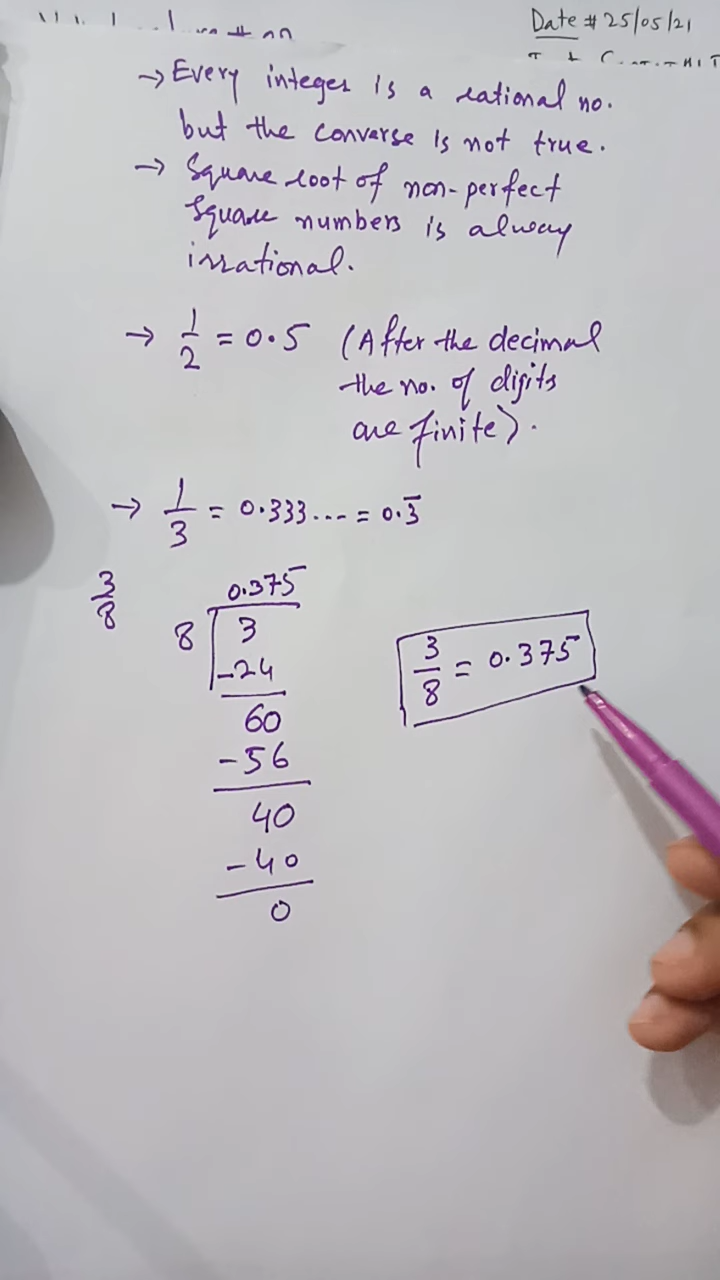 Date # 25/05/21
→ Every integer is a rational no.
but the converse is not true.
→ Square root of non-perfect
Square numbers is alway
irrational.
→ 1/2 = 0.5 (After the decimal
the no. of digits
are finite).
→ 1/3 = 0.333.... = 0.3̅
3/8
0.375
8 3
-24
60
-56
40
-40
0
3/8 = 0.375